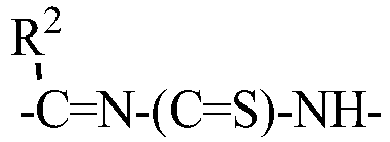 R²
-C=N-(C=S)-NH-